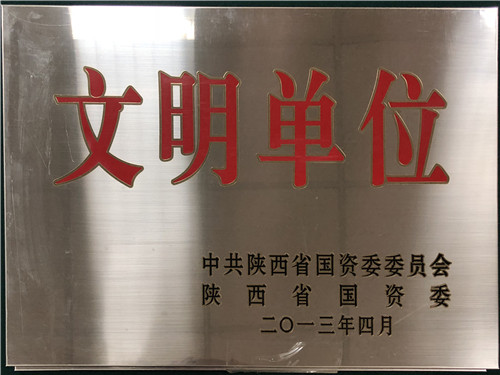 文明单位
中共陕西省国资委委员会
陕西省国资委
二〇一三年四月